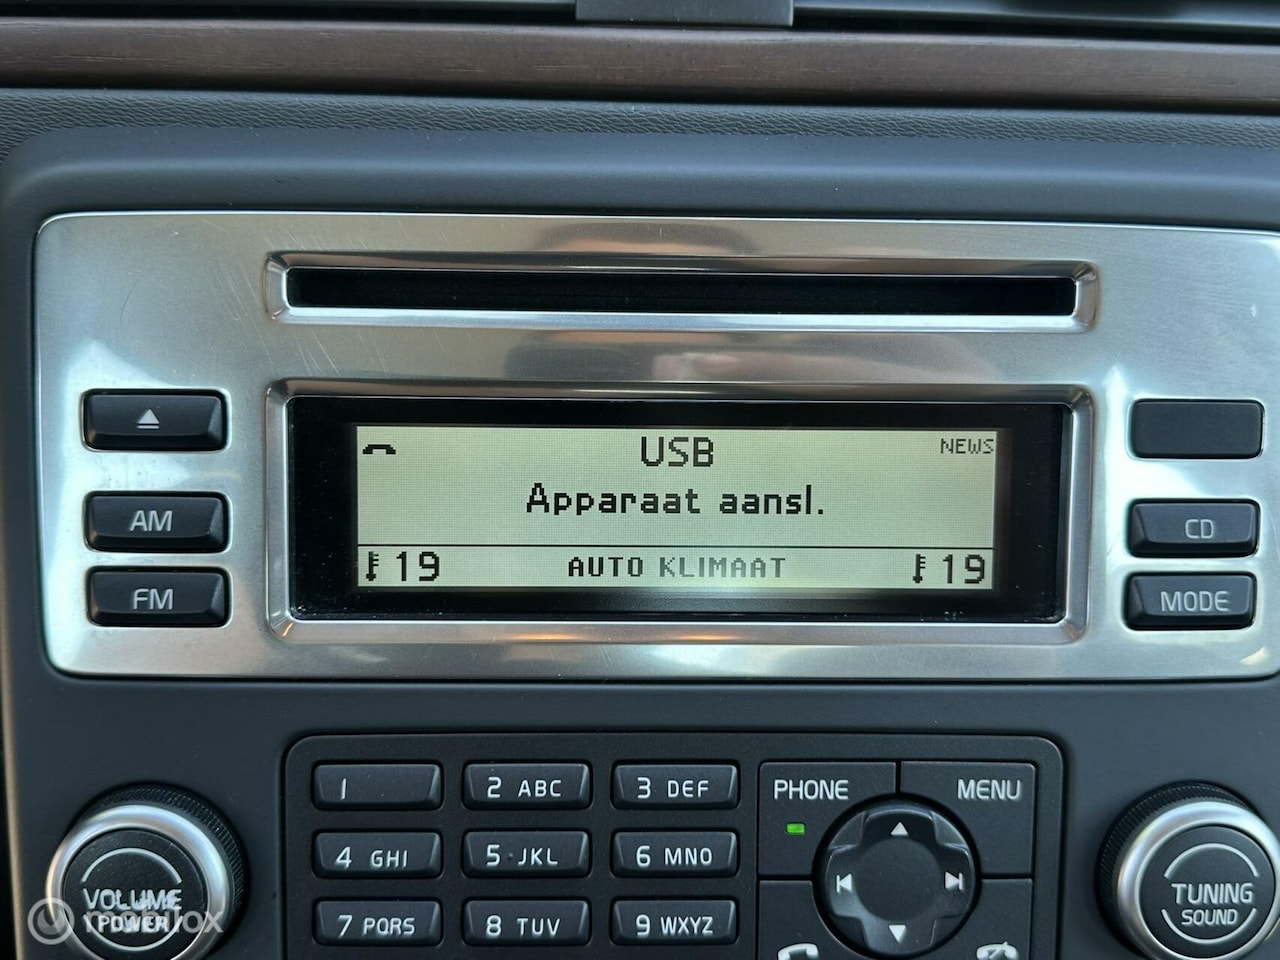 USB NEWS
Apparaat aansl.
19 AUTO KLIMAAT 19
AM
FM
CD
MODE
1 2 ABC 3 DEF
4 GHI 5 JKL 6 MNO
7 PQRS 8 TUV 9 WXYZ
PHONE MENU
VOLUME
POWER
TUNING
SOUND